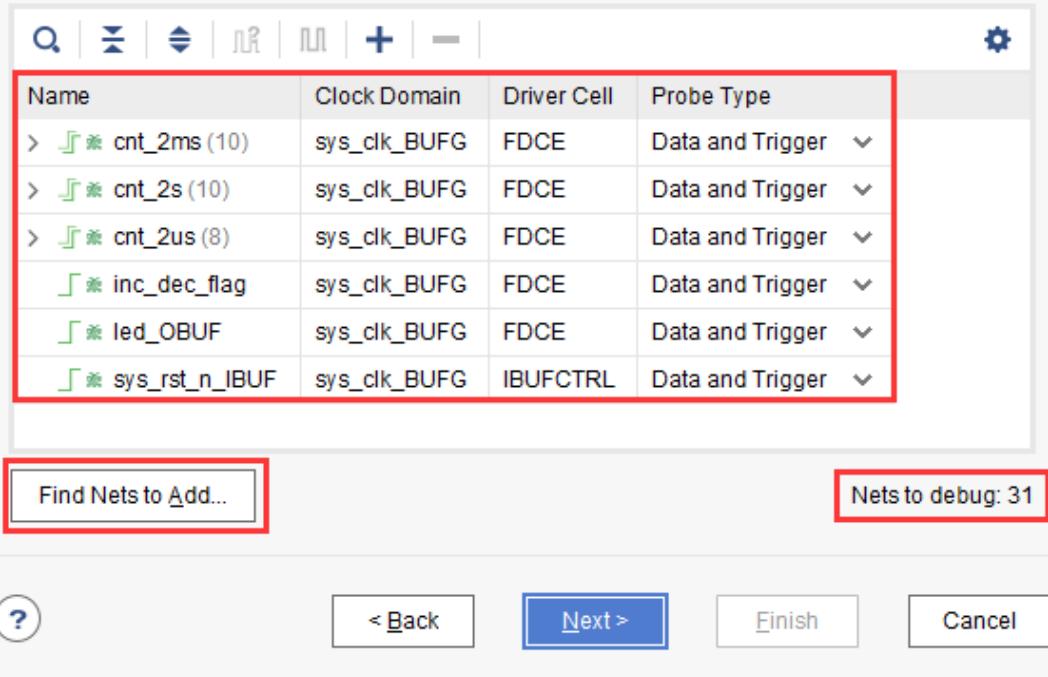 Name Clock Domain Driver Cell Probe Type
cnt_2ms (10) sys_clk_BUFG FDCE Data and Trigger
cnt_2s (10) sys_clk_BUFG FDCE Data and Trigger
cnt_2us (8) sys_clk_BUFG FDCE Data and Trigger
inc_dec_flag sys_clk_BUFG FDCE Data and Trigger
led_OBUF sys_clk_BUFG FDCE Data and Trigger
sys_rst_n_IBUF sys_clk_BUFG IBUFCTRL Data and Trigger
Find Nets to Add... Nets to debug: 31
? < Back Next > Finish Cancel